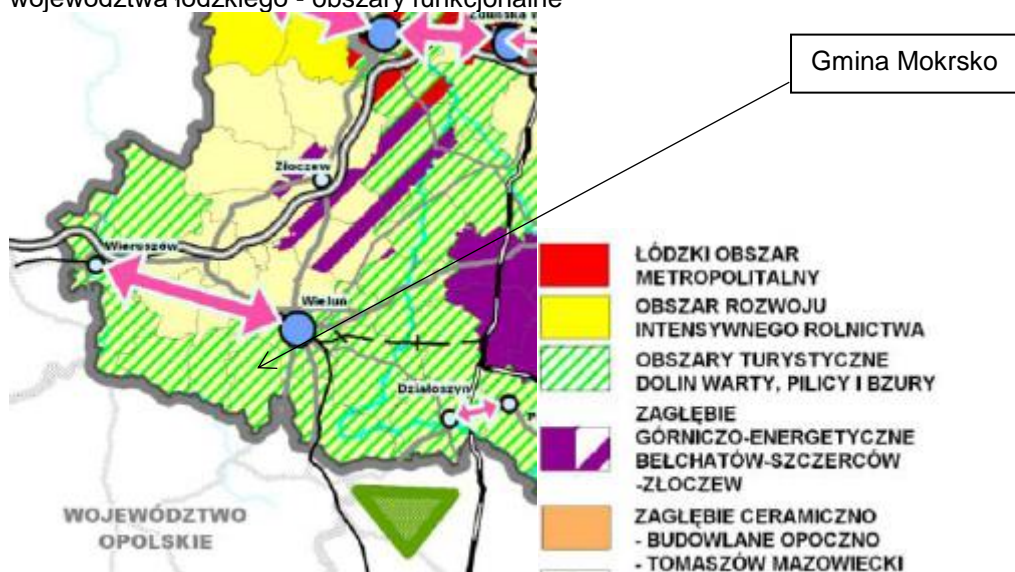 województwa łódzkiego - obszary funkcjonalne
Zduńska
Gmina Mokrsko
Złoczew
Wieruszów
Wieluń
Działoszyn
P
WOJEWÓDZTWO
OPOLSKIE
ŁÓDZKI OBSZAR
METROPOLITALNY
OBSZAR ROZWOJU
INTENSYWNEGO ROLNICTWA
OBSZARY TURYSTYCZNE
DOLIN WARTY, PILICY I BZURY
ZAGŁĘBIE
GÓRNICZO-ENERGETYCZNE
BEŁCHATÓW-SZCZERCÓW
-ZŁOCZEW
ZAGŁĘBIE CERAMICZNO
- BUDOWLANE OPOCZNO
- TOMASZÓW MAZOWIECKI